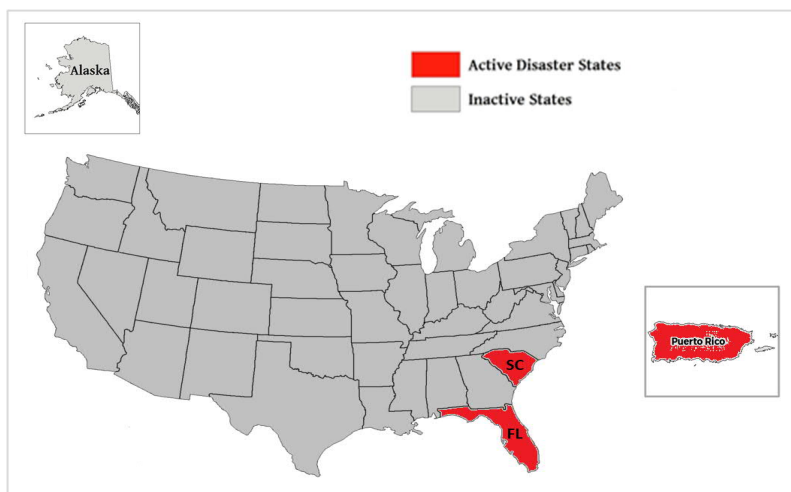 Alaska
Active Disaster States
Inactive States
Puerto Rico
SC
FL